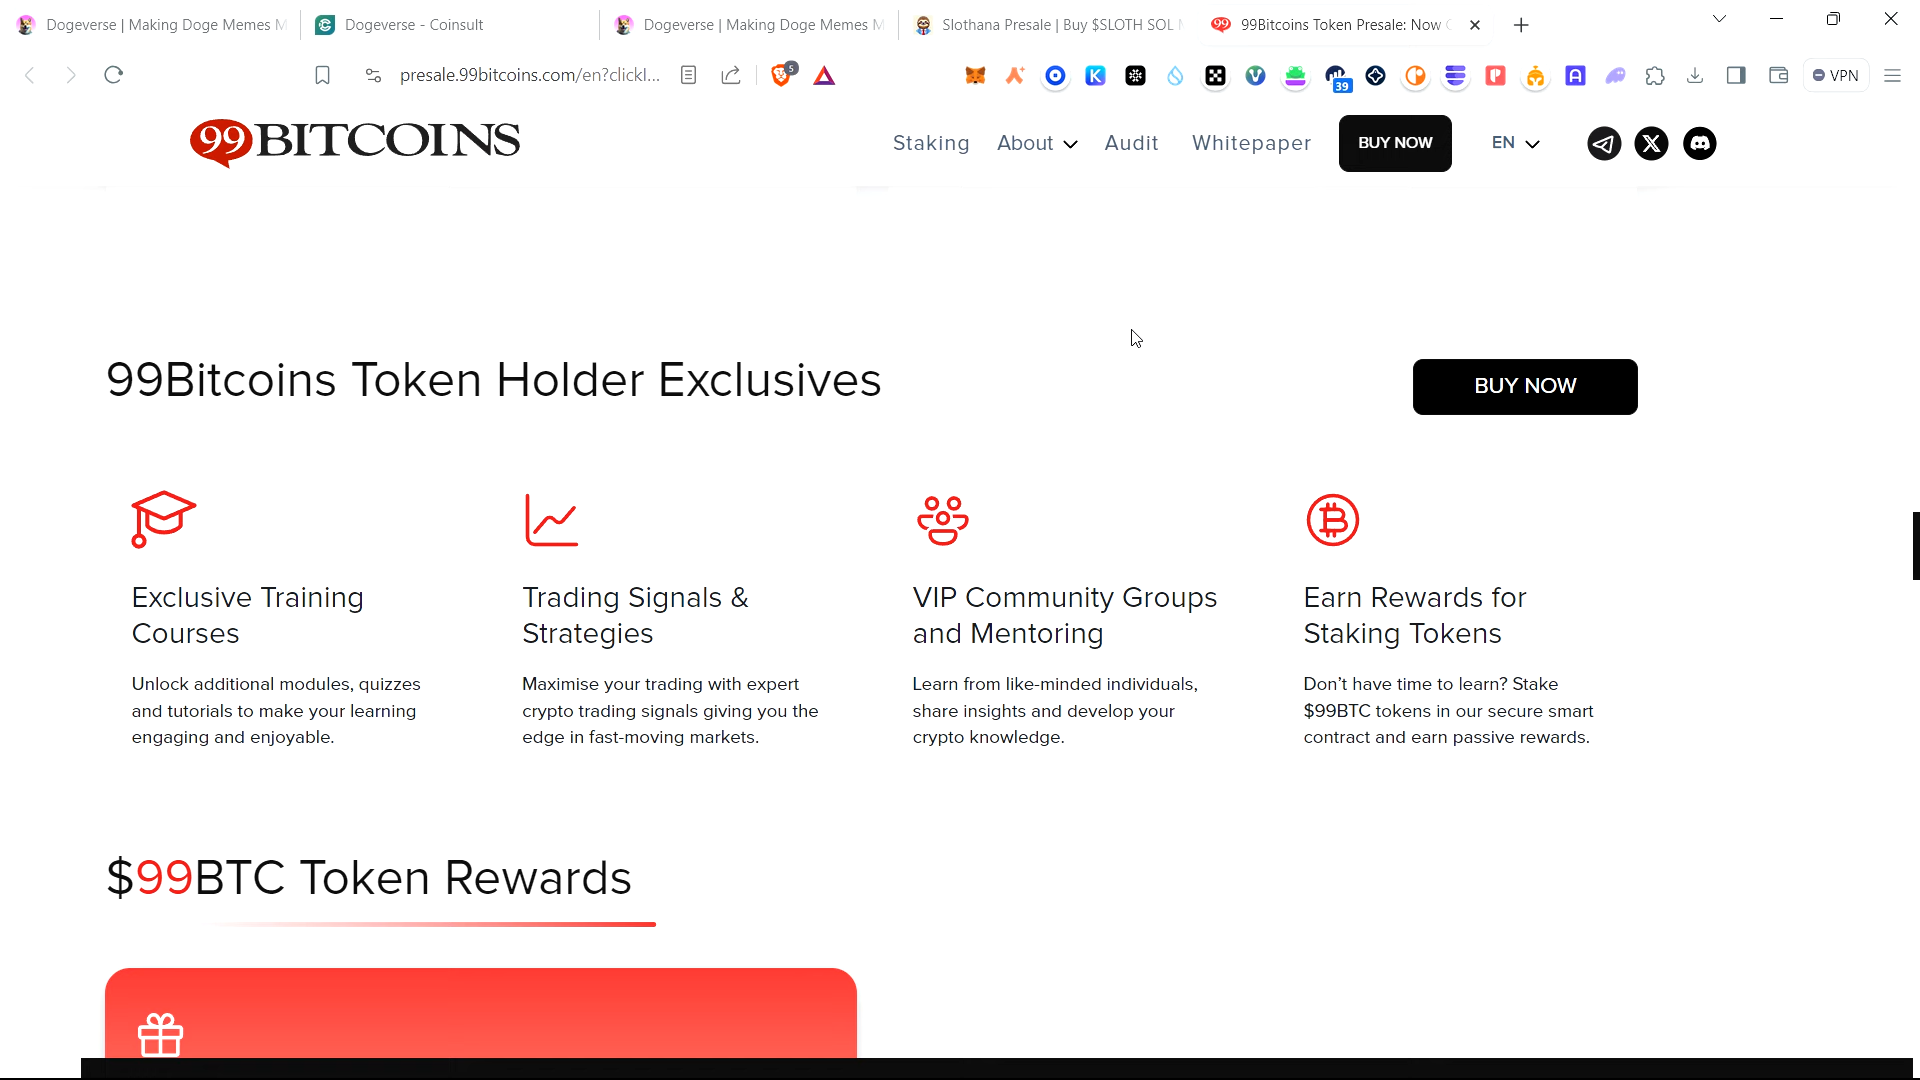 Dogeverse | Making Doge Memes M
Dogeverse - Coinsult
Dogeverse | Making Doge Memes M
Slothana Presale | Buy $SLOTH SOL
99 99Bitcoins Token Presale: Now
presale.99bitcoins.com/en?clickl...
5
39
VPN
99BITCOINS
Staking
About
Audit
Whitepaper
BUY NOW
EN
99Bitcoins Token Holder Exclusives
BUY NOW
Exclusive Training
Courses
Unlock additional modules, quizzes
and tutorials to make your learning
engaging and enjoyable.
Trading Signals &
Strategies
Maximise your trading with expert
crypto trading signals giving you the
edge in fast-moving markets.
VIP Community Groups
and Mentoring
Learn from like-minded individuals,
share insights and develop your
crypto knowledge.
Earn Rewards for
Staking Tokens
Don't have time to learn? Stake
$99BTC tokens in our secure smart
contract and earn passive rewards.
$99BTC Token Rewards